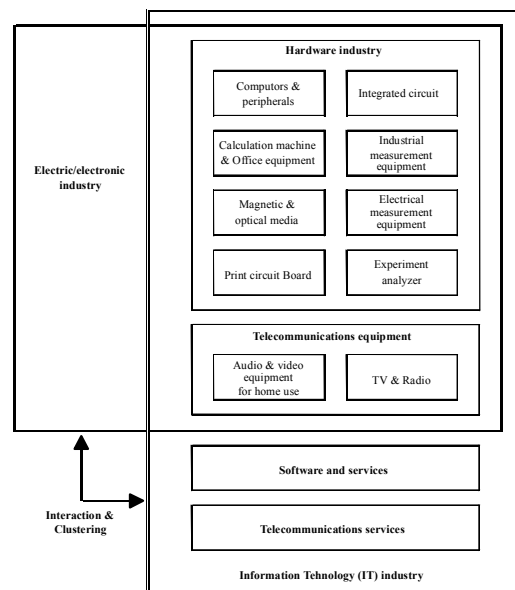 Hardware industry
Computors &
peripherals
Integrated circuit
Calculation machine
& Office equipment
Industrial
measurement
equipment
Electric/electronic
industry
Magnetic &
optical media
Electrical
measurement
equipment
Print circuit Board
Experiment
analyzer
Telecommunications equipment
Audio & video
equipment
for home use
TV & Radio
Software and services
Interaction &
Clustering
Telecommunications services
Information Tehnology (IT) industry